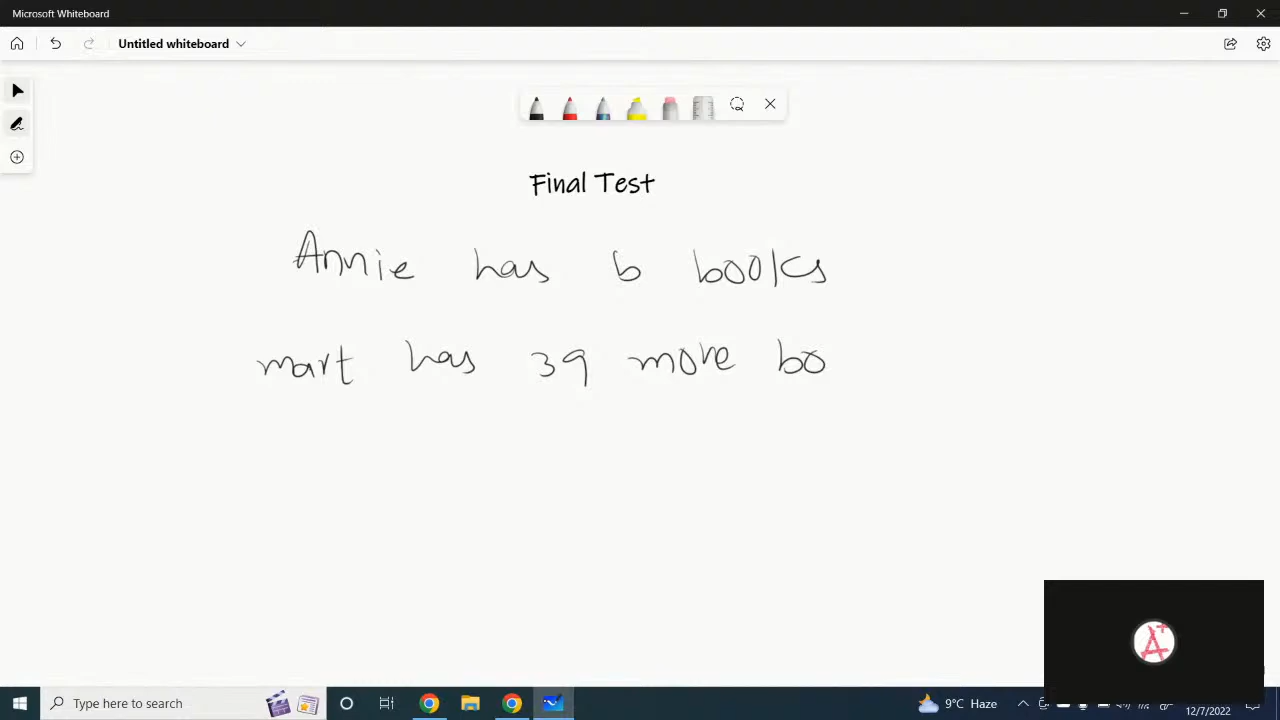 Microsoft Whiteboard
Untitled whiteboard
Final Test
Annie has 6 books
mart has 39 more bo
A+
Type here to search
9°C Haze
12/7/2022